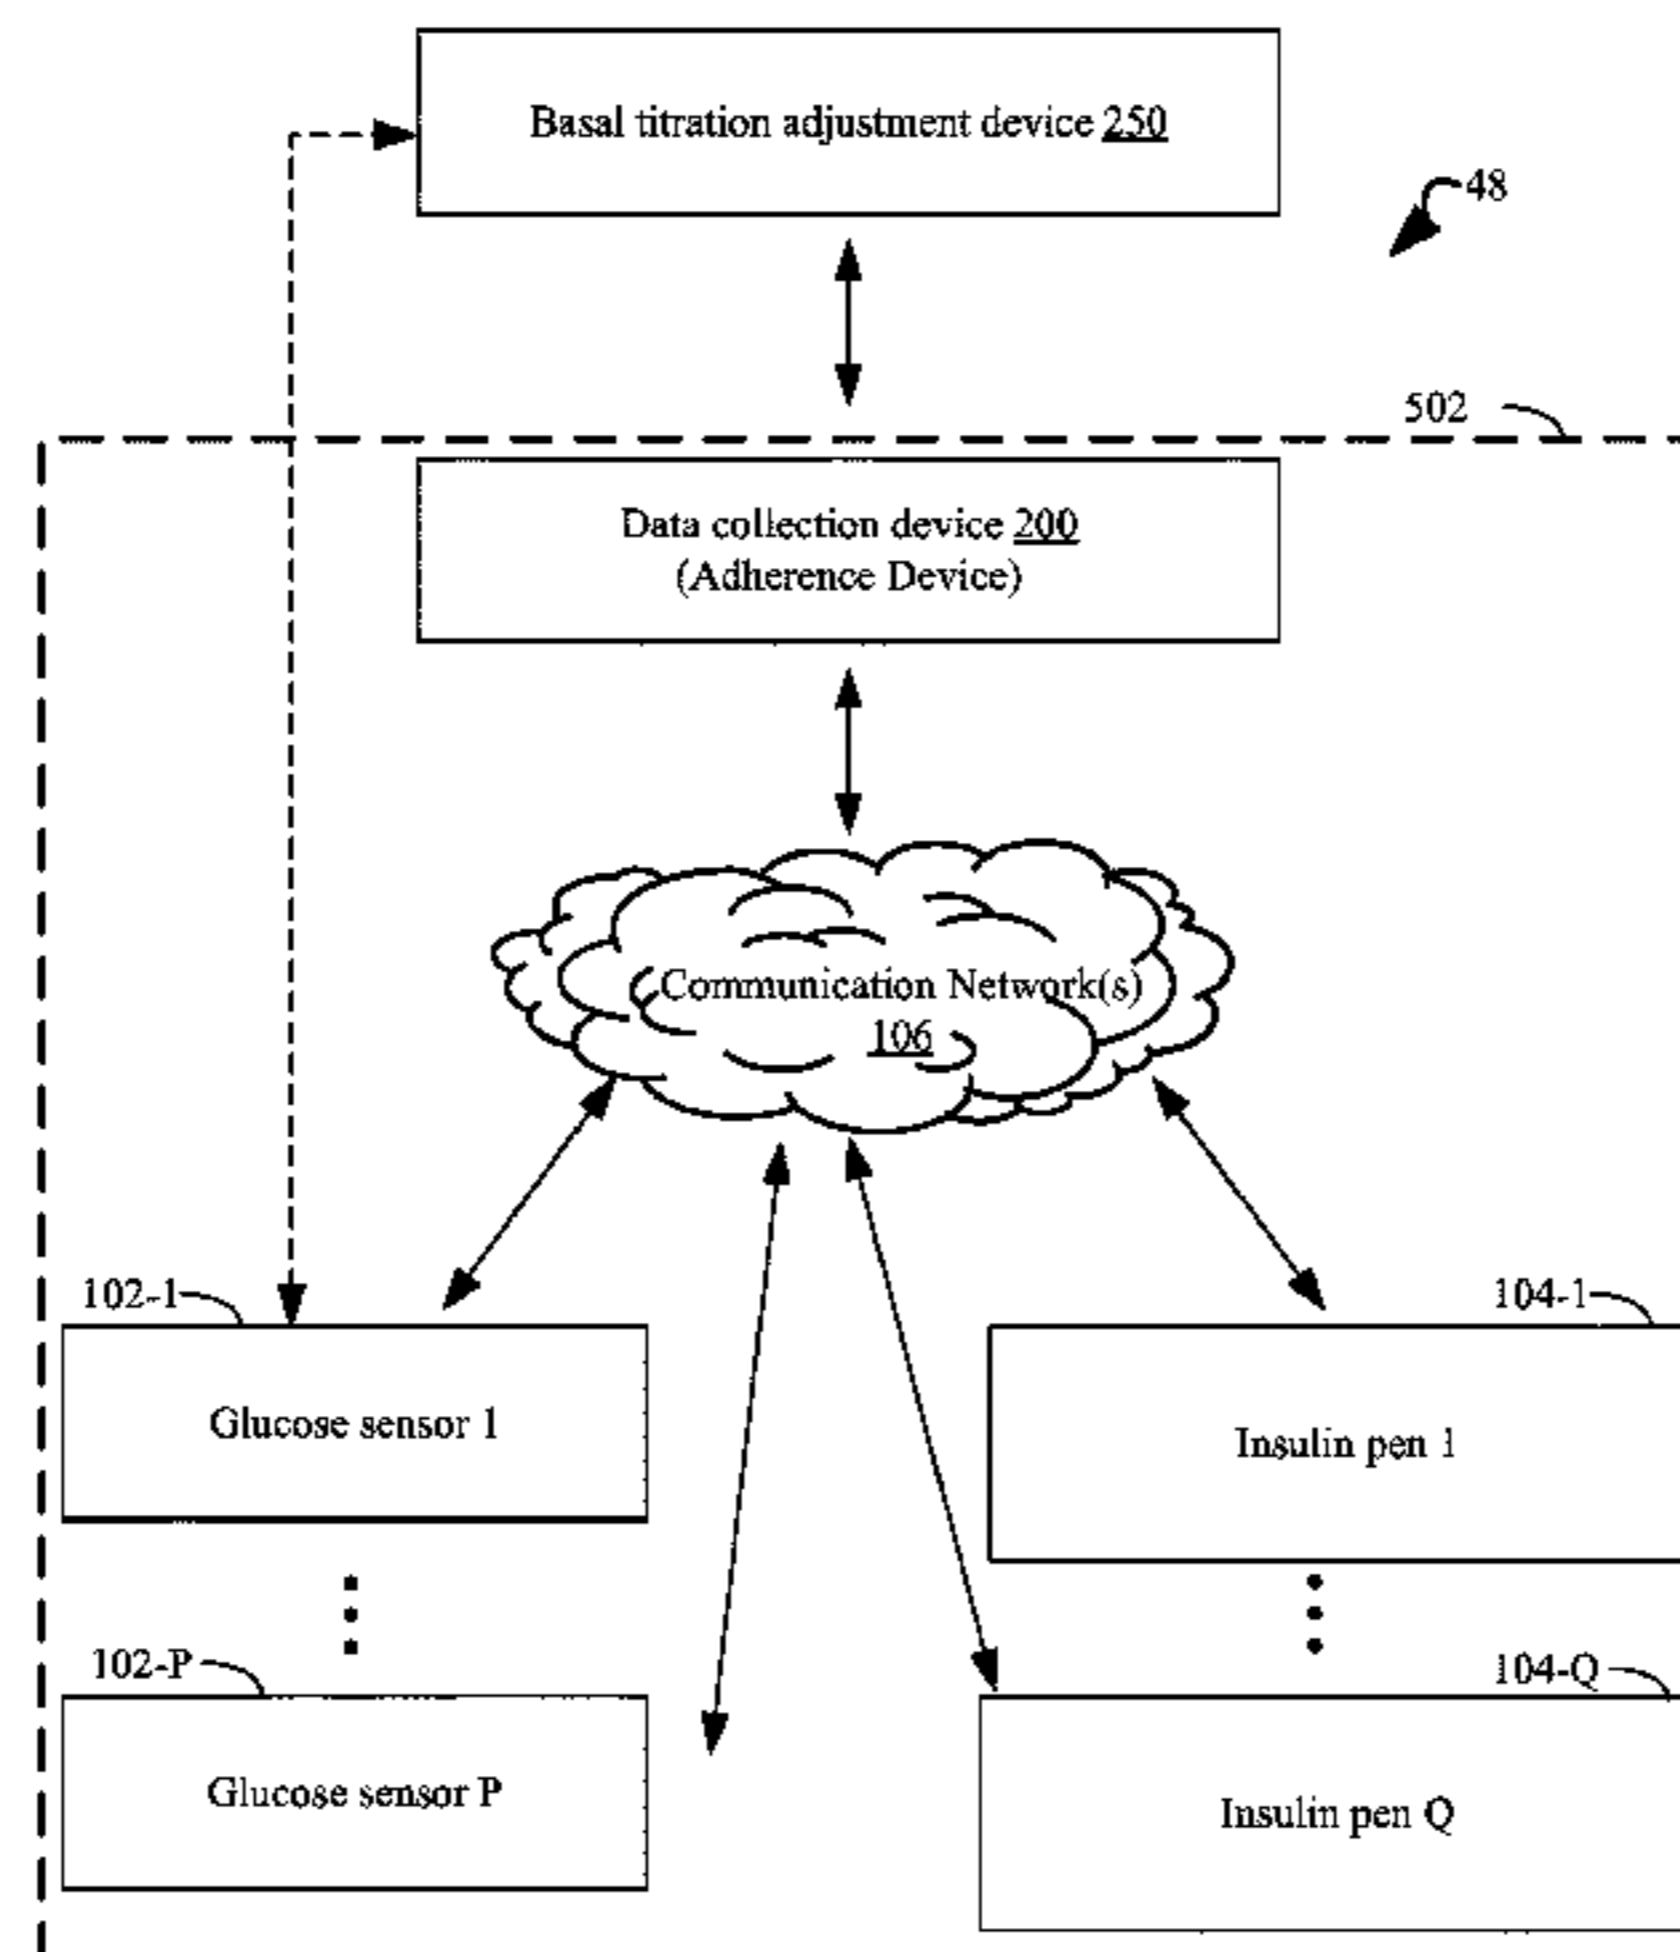 Basal titration adjustment device 250
48
502
Data collection device 200
(Adherence Device)
Communication Network(s)
106
102-1
104-1
Glucose sensor 1
Insulin pen 1
102-P
104-Q
Glucose sensor P
Insulin pen Q